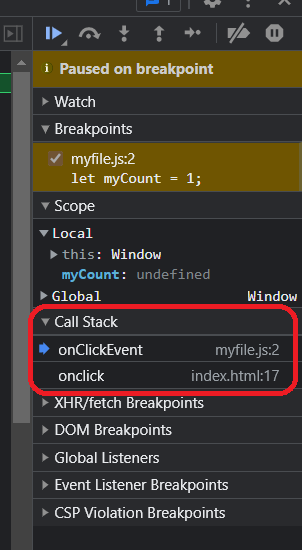 Paused on breakpoint
Watch
Breakpoints
myfile.js:2
let myCount = 1;
Scope
Local
this: Window
myCount: undefined
Global Window
Call Stack
onClickEvent myfile.js:2
onclick index.html:17
XHR/fetch Breakpoints
DOM Breakpoints
Global Listeners
Event Listener Breakpoints
CSP Violation Breakpoints